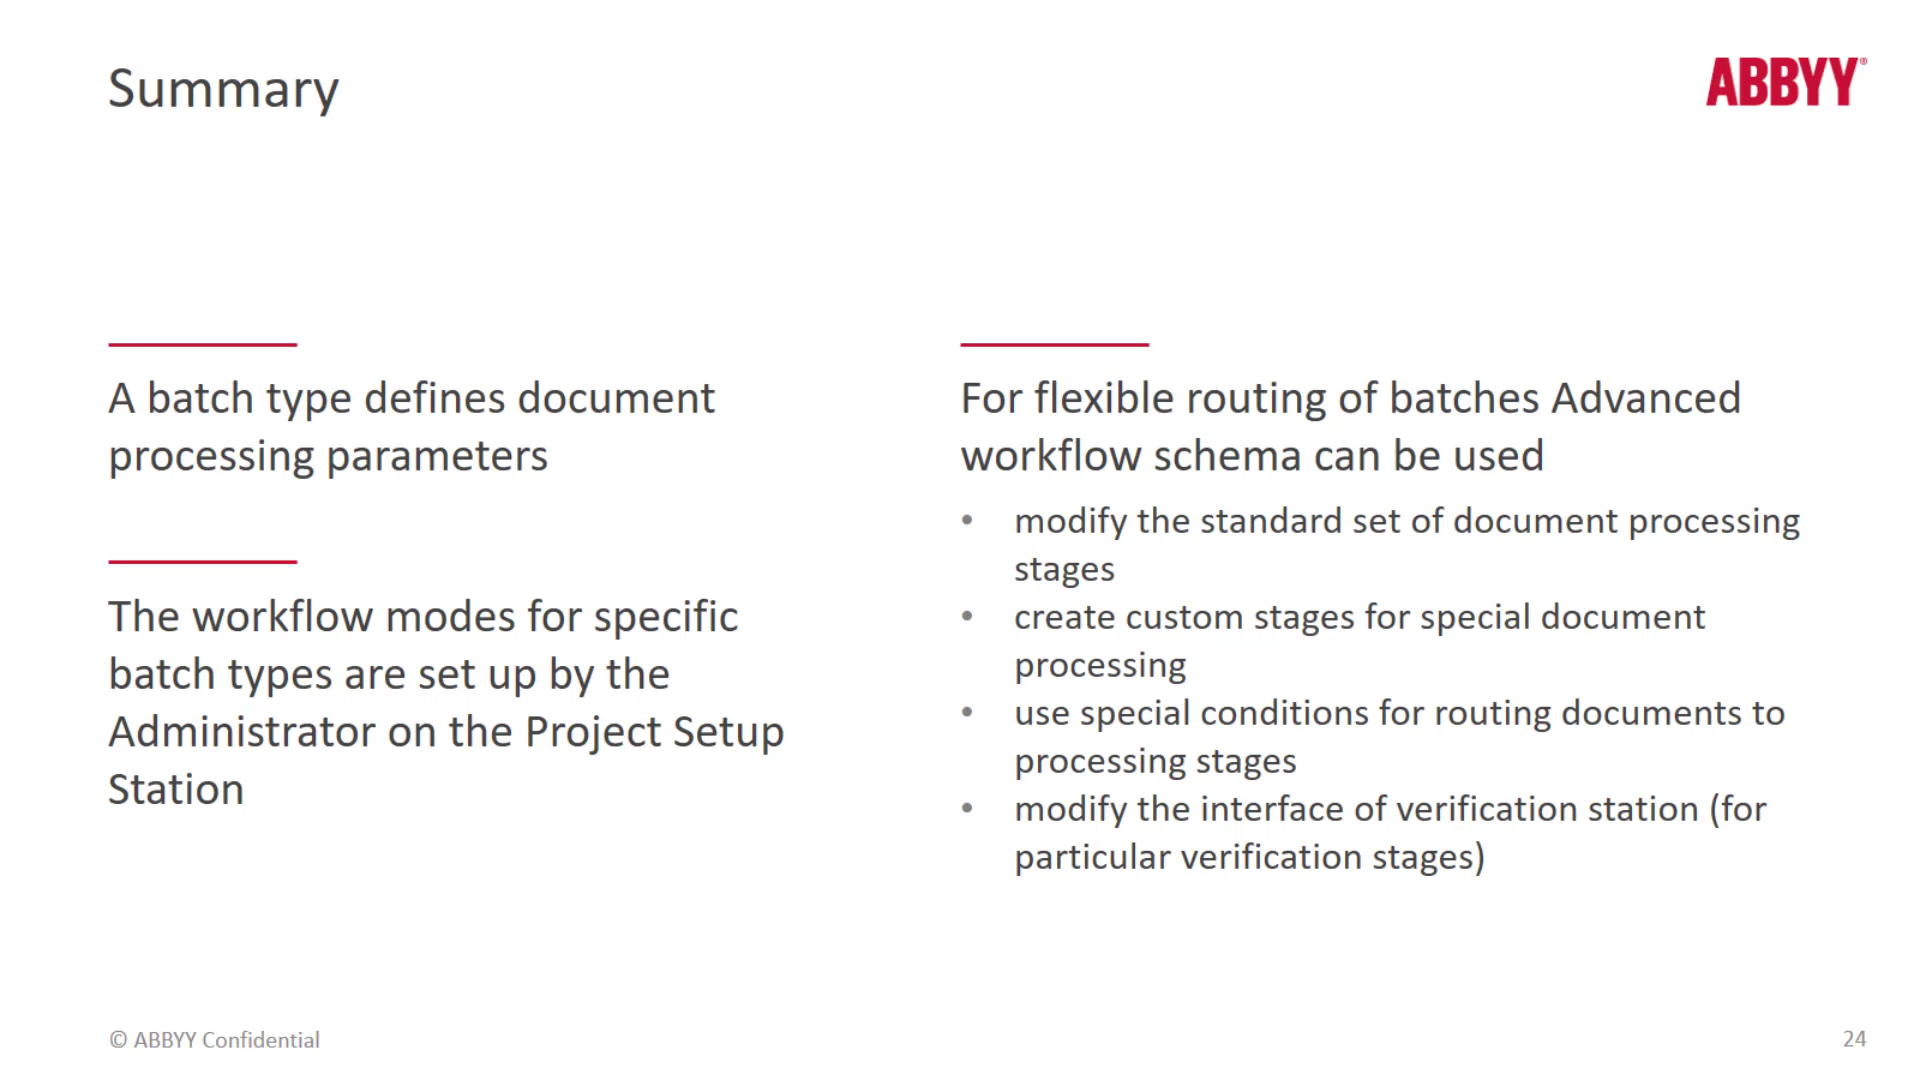 Summary
ABBYY®
A batch type defines document
processing parameters
The workflow modes for specific
batch types are set up by the
Administrator on the Project Setup
Station
For flexible routing of batches Advanced
workflow schema can be used
• modify the standard set of document processing
stages
• create custom stages for special document
processing
• use special conditions for routing documents to
processing stages
• modify the interface of verification station (for
particular verification stages)
© ABBYY Confidential
24